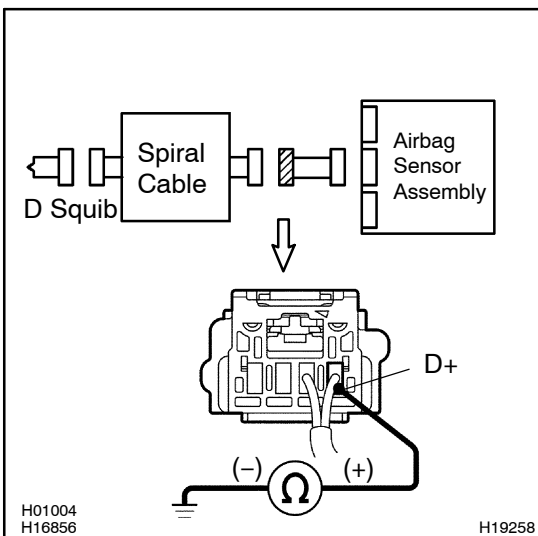 Spiral
Cable
Airbag
Sensor
Assembly
D Squib
D+
(−)
(+)
Ω
H01004
H16856
H19258